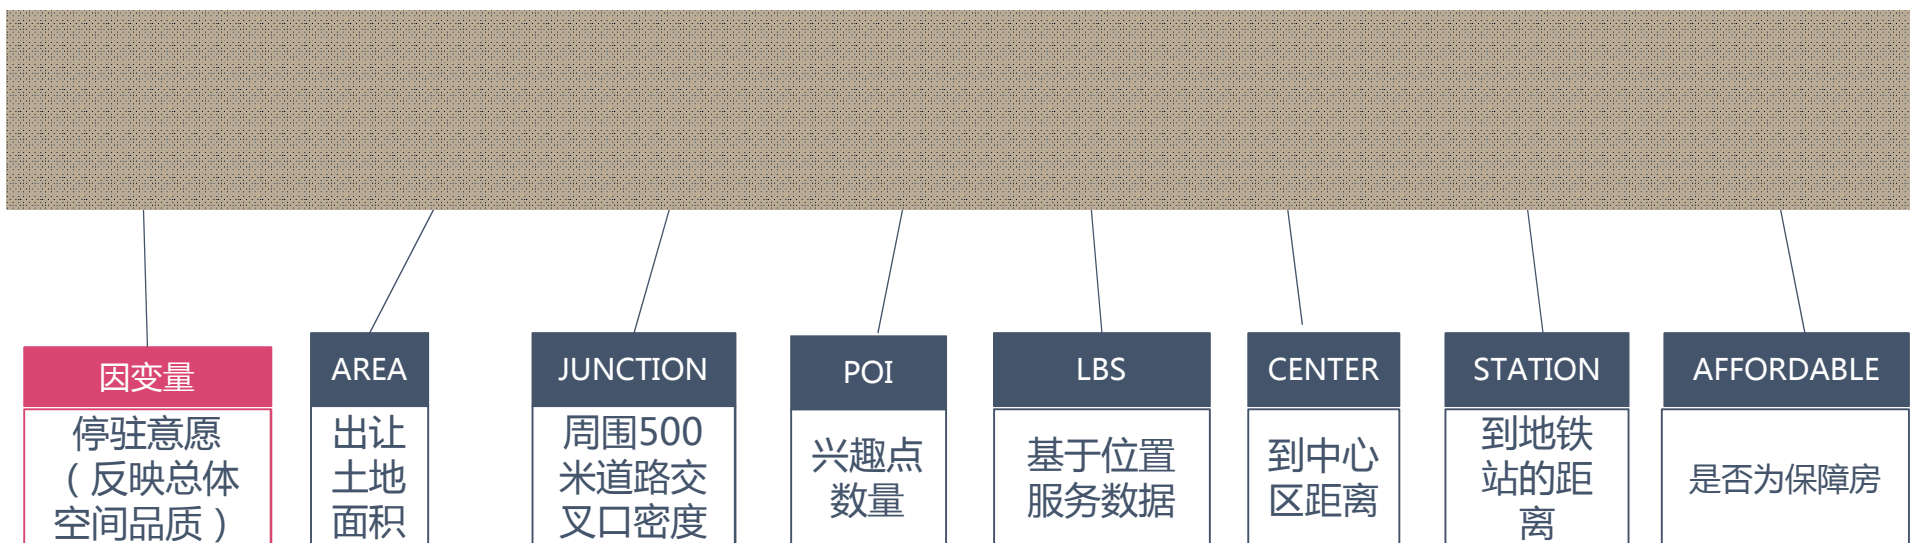 因变量
停驻意愿
（反映总体
空间品质）
AREA
出让
土地
面积
JUNCTION
周围500
米道路交
叉口密度
POI
兴趣点
数量
LBS
基于位置
服务数据
CENTER
到中心
区距离
STATION
到地铁
站的距
离
AFFORDABLE
是否为保障房